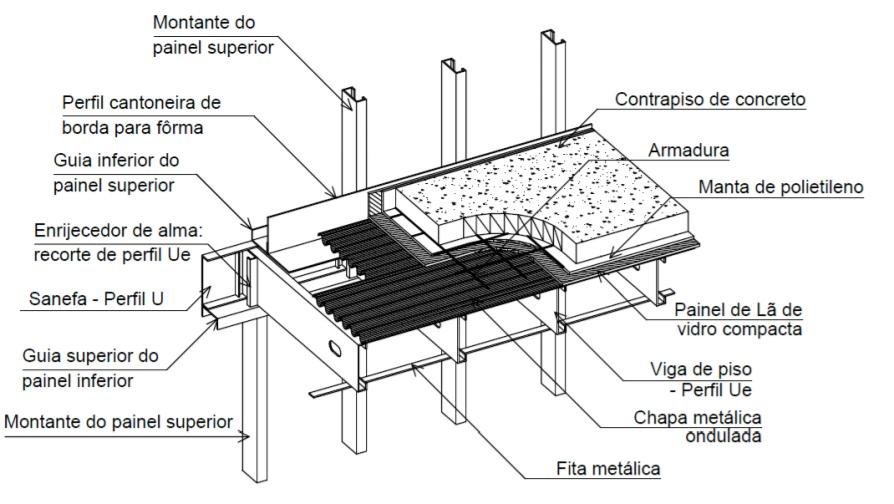 Montante do
painel superior
Perfil cantoneira de
borda para fôrma
Guia inferior do
painel superior
Enrijecedor de alma:
recorte de perfil Ue
Sanefa - Perfil U
Guia superior do
painel inferior
Montante do painel superior
Contrapiso de concreto
Armadura
Manta de polietileno
Painel de Lã de
vidro compacta
Viga de piso
- Perfil Ue
Chapa metálica
ondulada
Fita metálica